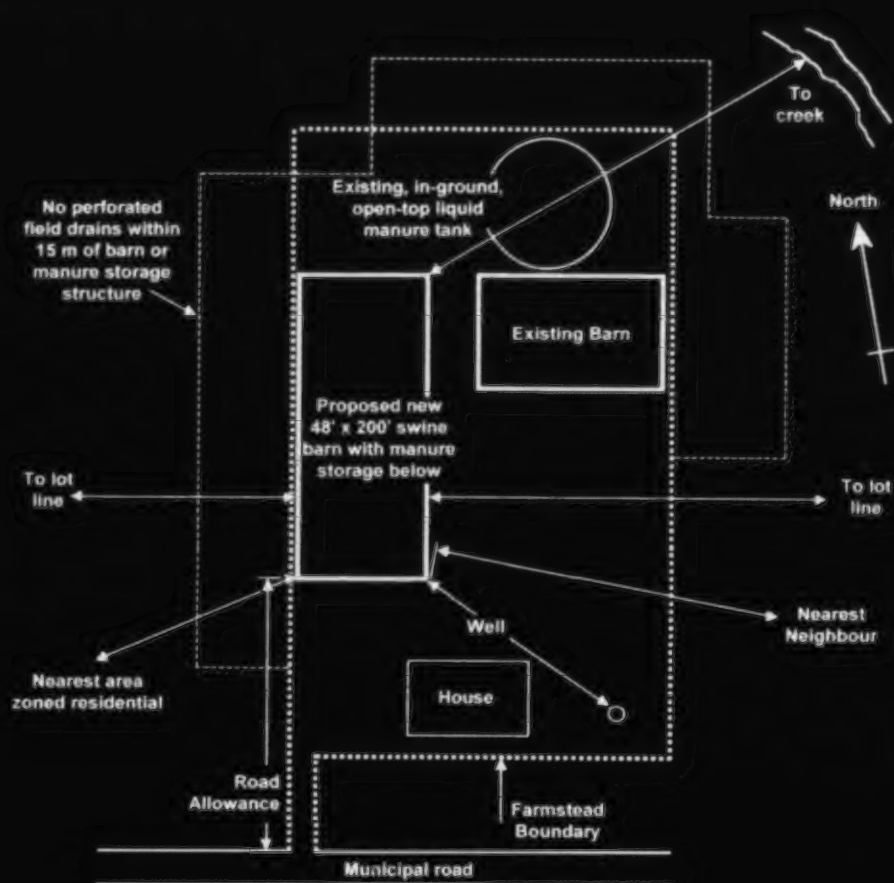 To
creek
Existing, in-ground,
open-top liquid
manure tank
No perforated
field drains within
15 m of barn or
manure storage
structure
North
Existing Barn
Proposed new
48' x 200' swine
barn with manure
storage below
To lot
line
To lot
line
Well
Nearest
Neighbour
Nearest area
zoned residential
House
Road
Allowance
Farmstead
Boundary
Municipal road